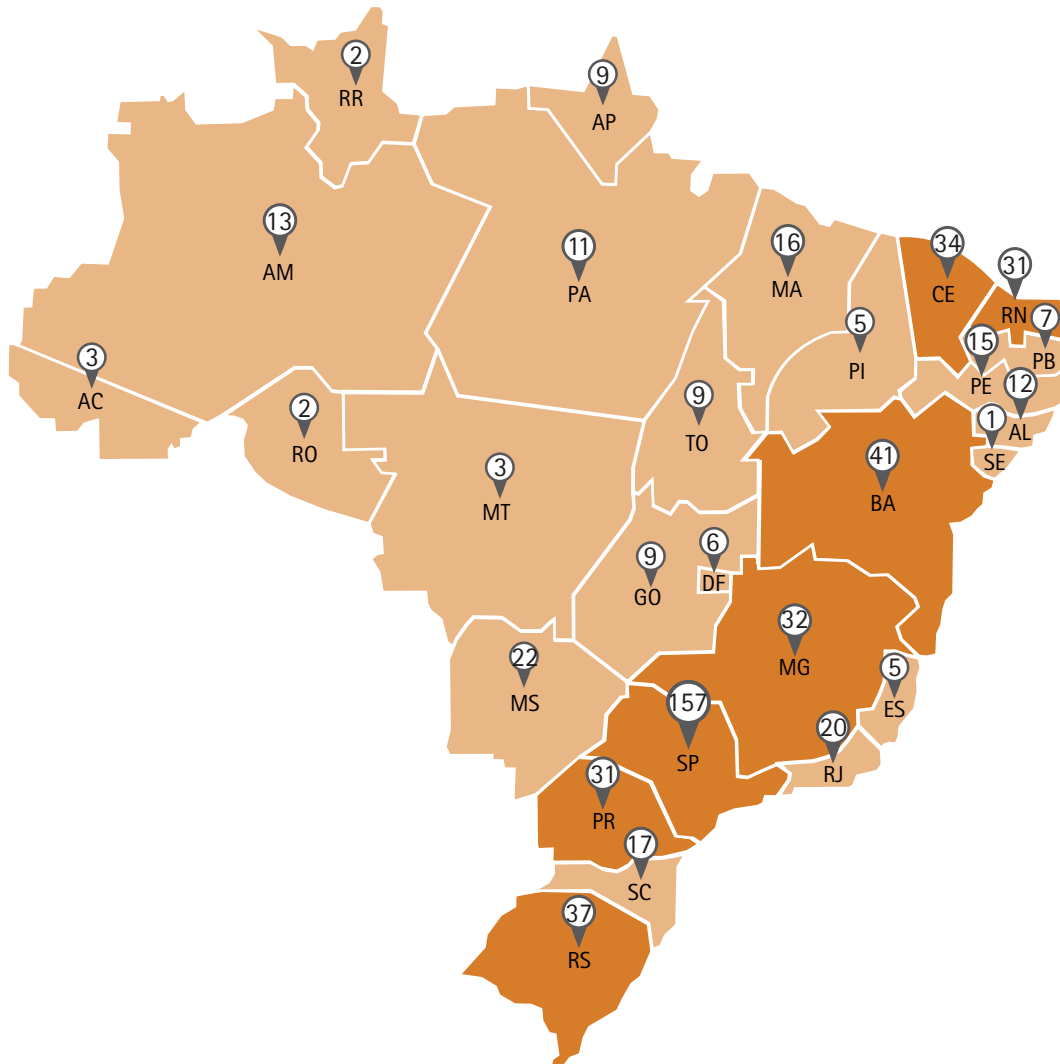 2
RR
9
AP
13
AM
11
PA
16
MA
34
CE
31
RN
5
PI
7
PB
15
PE
12
AL
1
SE
3
AC
2
RO
9
TO
3
MT
41
BA
9
GO
6
DF
32
MG
22
MS
5
ES
157
SP
20
RJ
31
PR
17
SC
37
RS